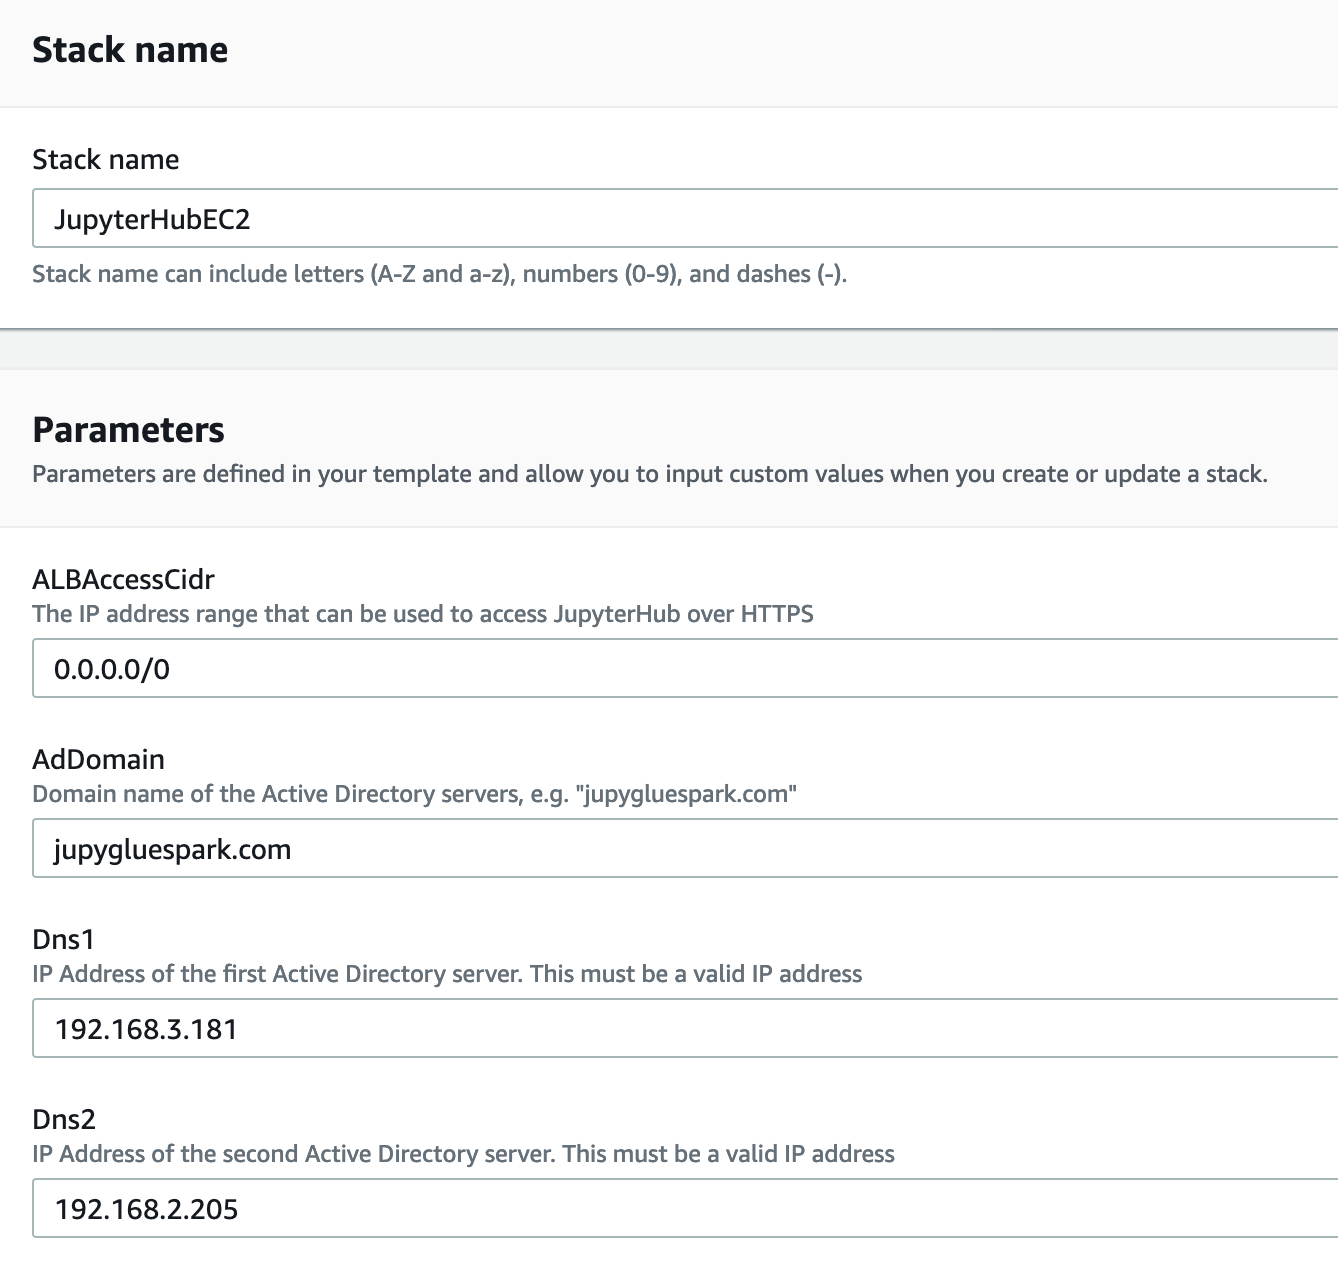 Stack name
Stack name
JupyterHubEC2
Stack name can include letters (A-Z and a-z), numbers (0-9), and dashes (-).
Parameters
Parameters are defined in your template and allow you to input custom values when you create or update a stack.
ALBAccessCidr
The IP address range that can be used to access JupyterHub over HTTPS
0.0.0.0/0
AdDomain
Domain name of the Active Directory servers, e.g. "jupygluespark.com"
jupygluespark.com
Dns1
IP Address of the first Active Directory server. This must be a valid IP address
192.168.3.181
Dns2
IP Address of the second Active Directory server. This must be a valid IP address
192.168.2.205